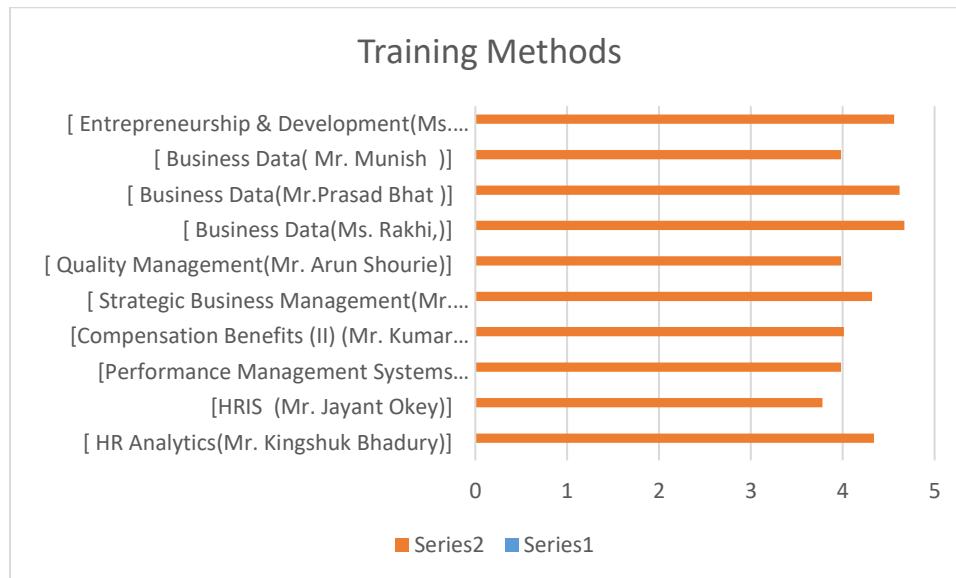 Training Methods
[ Entrepreneurship & Development(Ms....
[ Business Data( Mr. Munish  )]
[ Business Data(Mr.Prasad Bhat )]
[ Business Data(Ms. Rakhi,)]
[ Quality Management(Mr. Arun Shourie)]
[ Strategic Business Management(Mr....
[Compensation Benefits (II) (Mr. Kumar...
[Performance Management Systems...
[HRIS  (Mr. Jayant Okey)]
[ HR Analytics(Mr. Kingshuk Bhadury)]
0 1 2 3 4 5
Series2 Series1